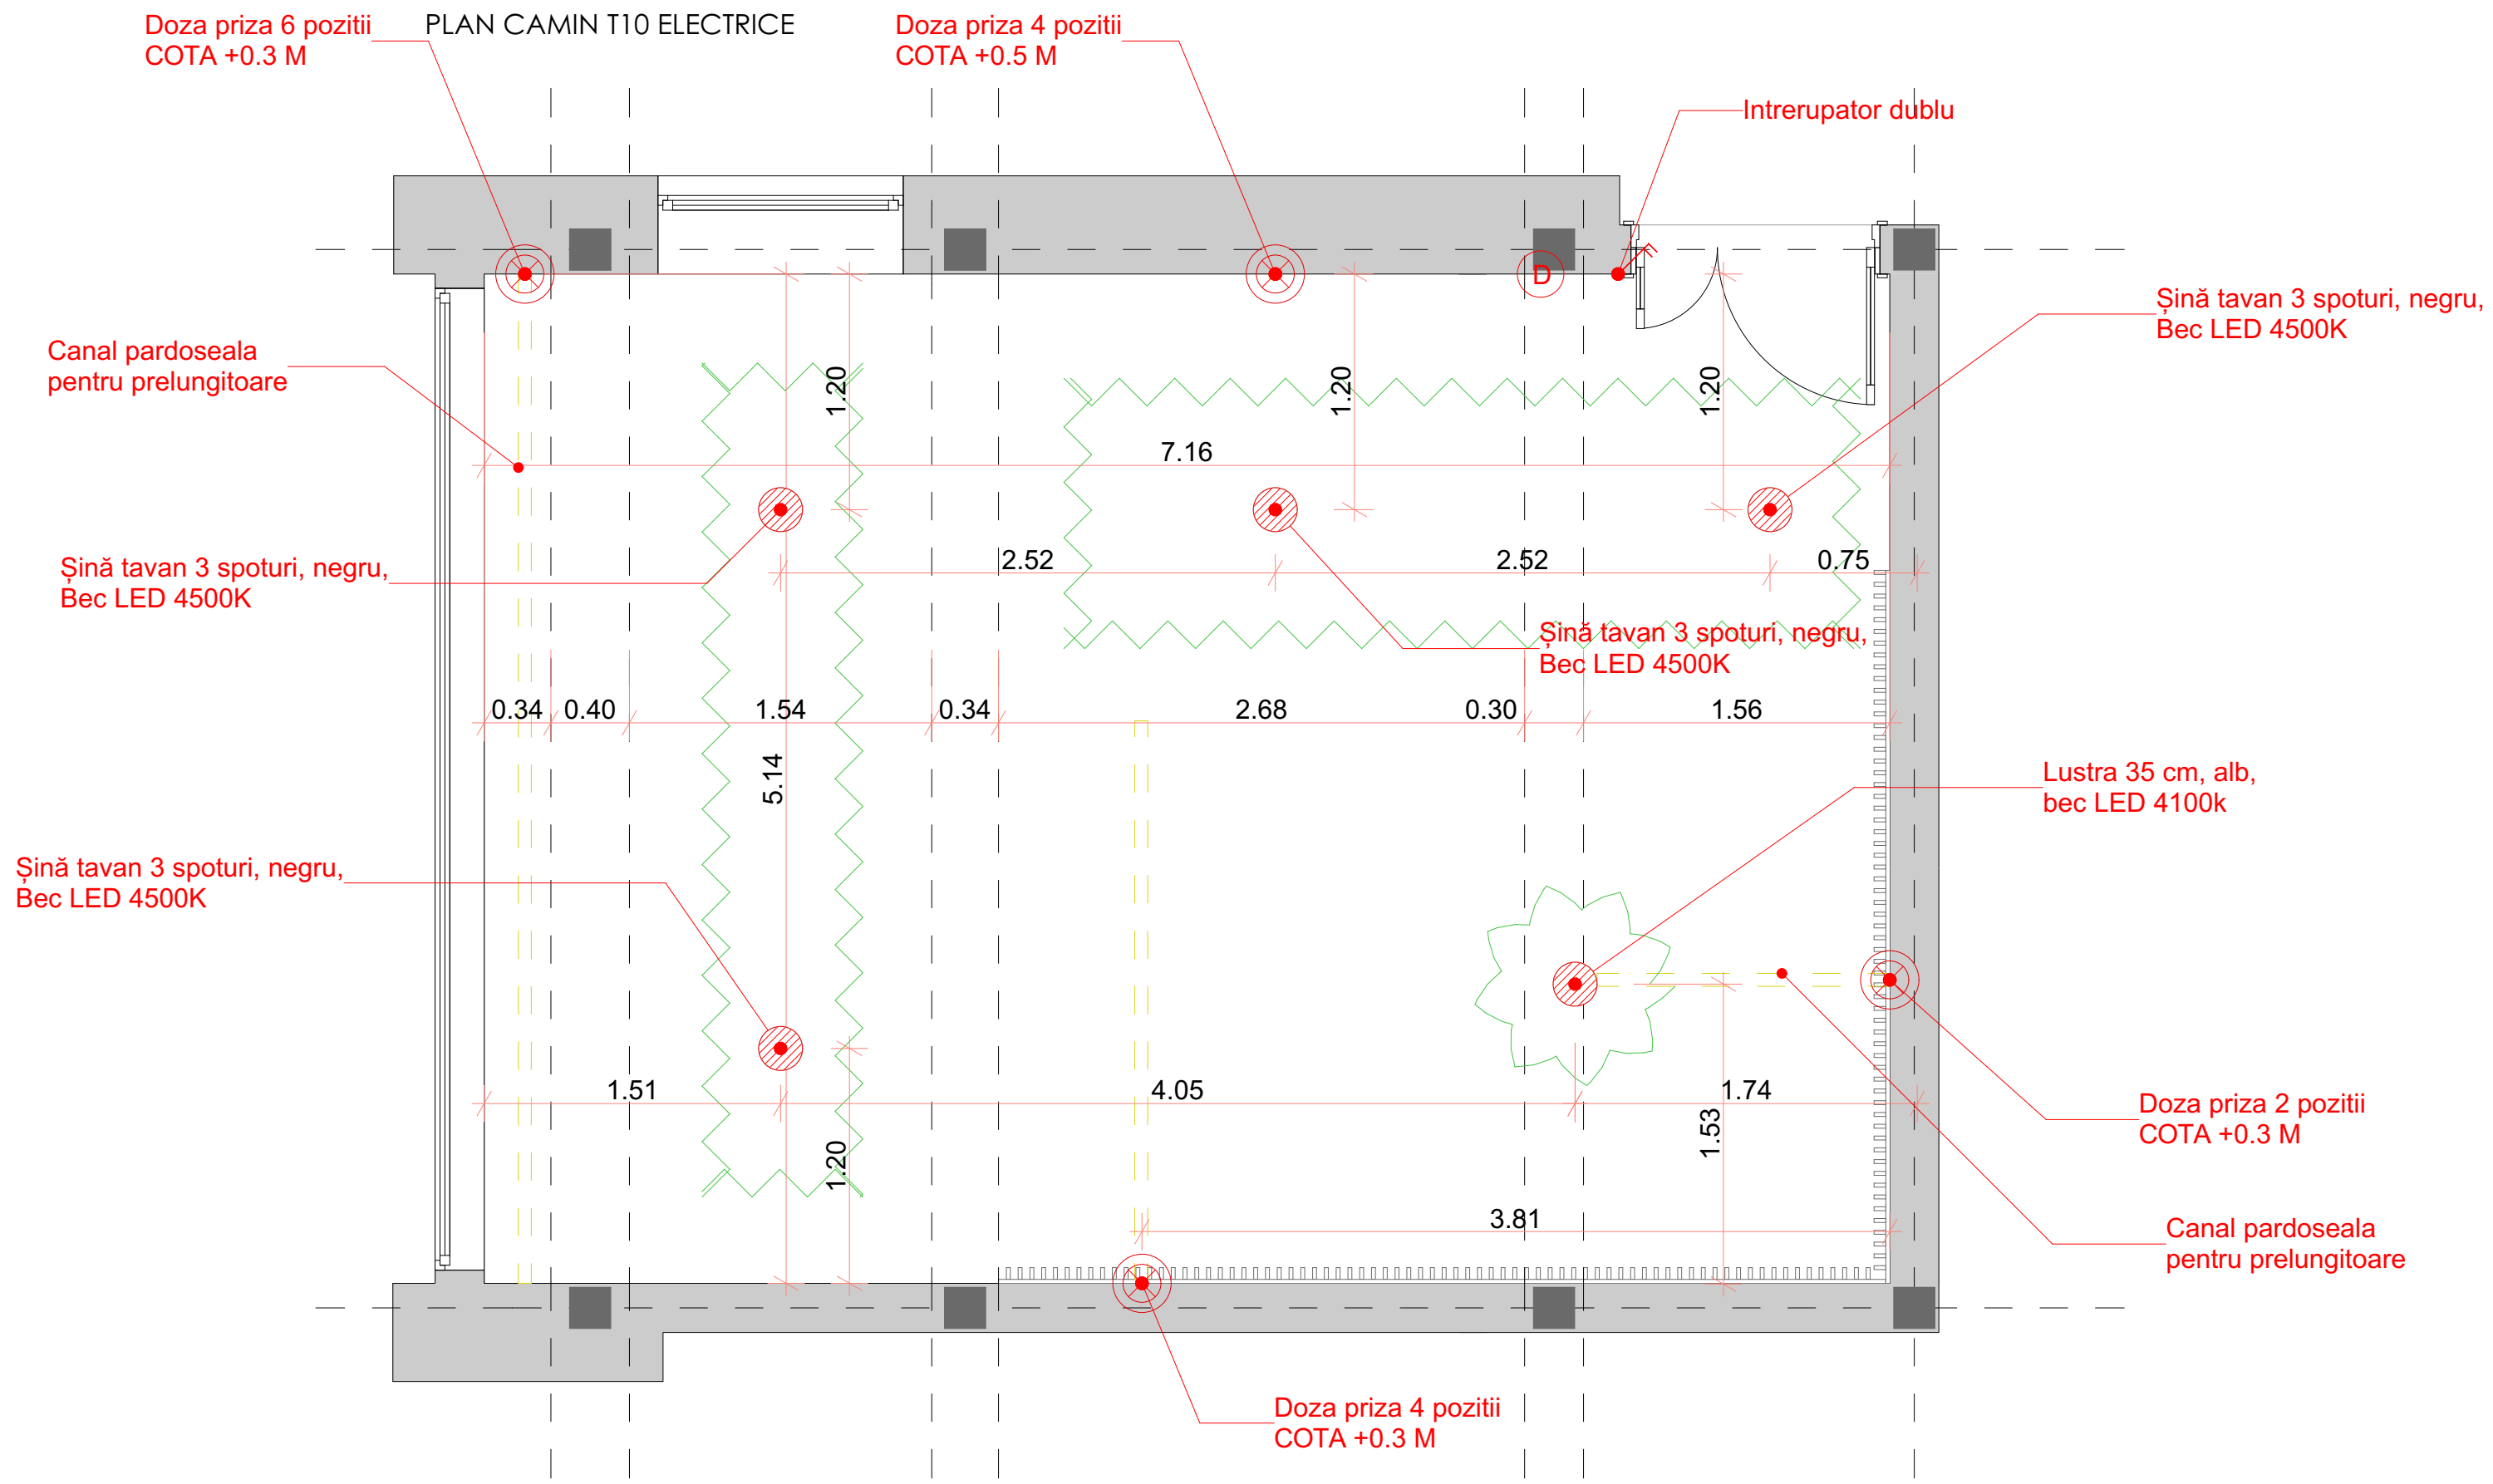 Doza priza 6 pozitii
COTA +0.3 M
PLAN CAMIN T10 ELECTRICE
Doza priza 4 pozitii
COTA +0.5 M
Intrerupator dublu
D
Șină tavan 3 spoturi, negru,
Bec LED 4500K
Canal pardoseala
pentru prelungitoare
1.20
1.20
1.20
7.16
Șină tavan 3 spoturi, negru,
Bec LED 4500K
2.52
2.52
0.75
Șină tavan 3 spoturi, negru,
Bec LED 4500K
0.34
0.40
1.54
0.34
2.68
0.30
1.56
5.14
Lustra 35 cm, alb,
bec LED 4100k
Șină tavan 3 spoturi, negru,
Bec LED 4500K
1.51
4.05
1.74
1.53
1.20
Doza priza 2 pozitii
COTA +0.3 M
3.81
Canal pardoseala
pentru prelungitoare
Doza priza 4 pozitii
COTA +0.3 M